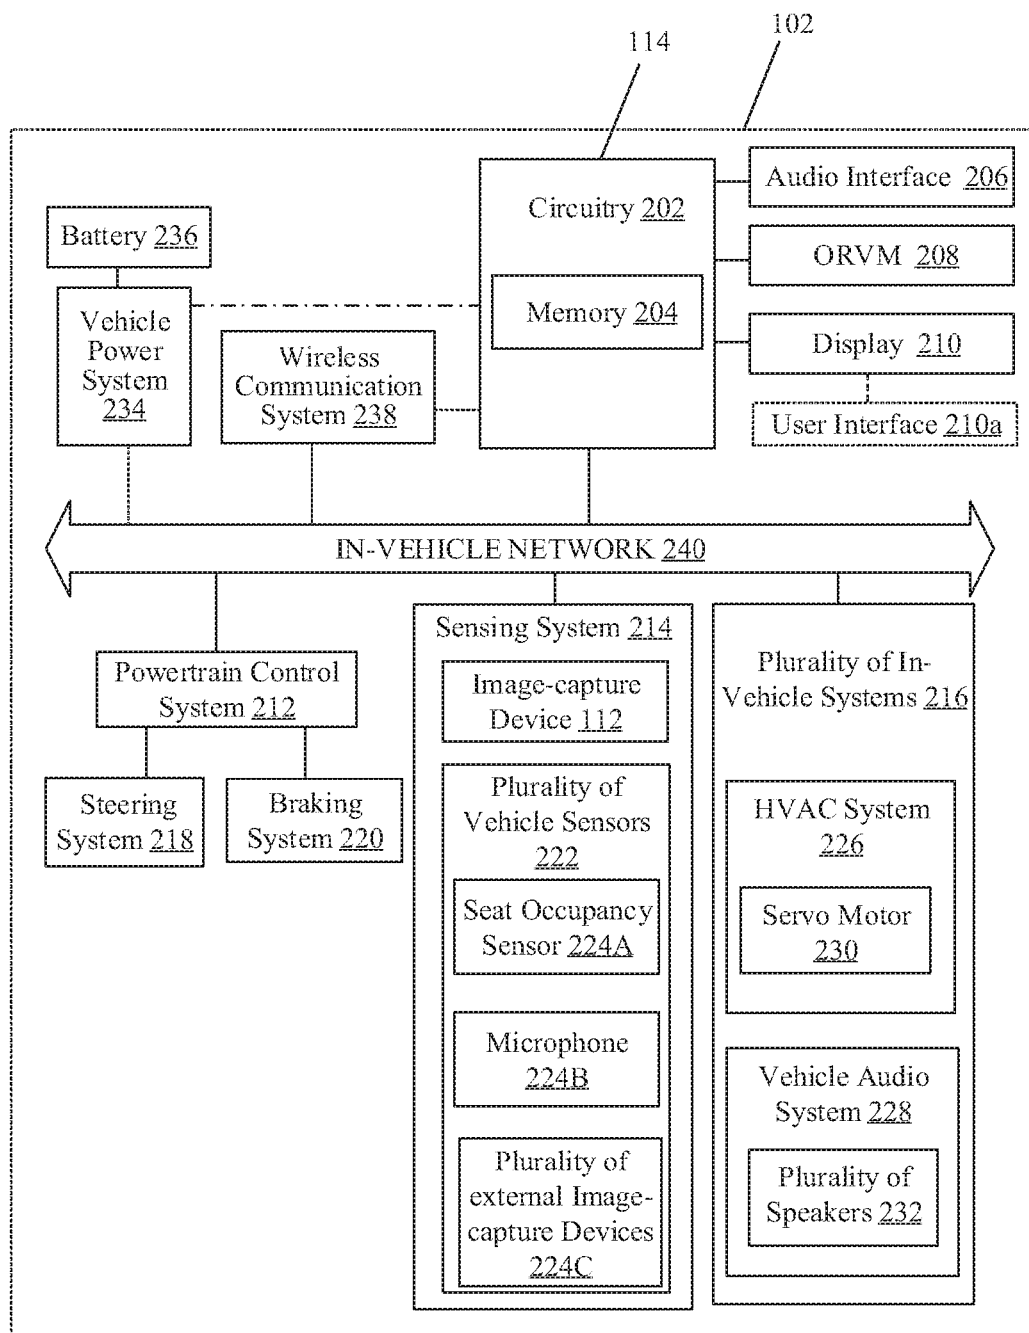 102
114
Audio Interface 206
Circuitry 202
Battery 236
ORVM 208
Memory 204
Vehicle
Power
System
234
Display 210
Wireless
Communication
System 238
User Interface 210a
IN-VEHICLE NETWORK 240
Powertrain Control
System 212
Steering
System 218
Braking
System 220
Sensing System 214
Image-capture
Device 112
Plurality of
Vehicle Sensors
222
Seat Occupancy
Sensor 224A
Microphone
224B
Plurality of
external Image-
capture Devices
224C
Plurality of In-
Vehicle Systems 216
HVAC System
226
Servo Motor
230
Vehicle Audio
System 228
Plurality of
Speakers 232